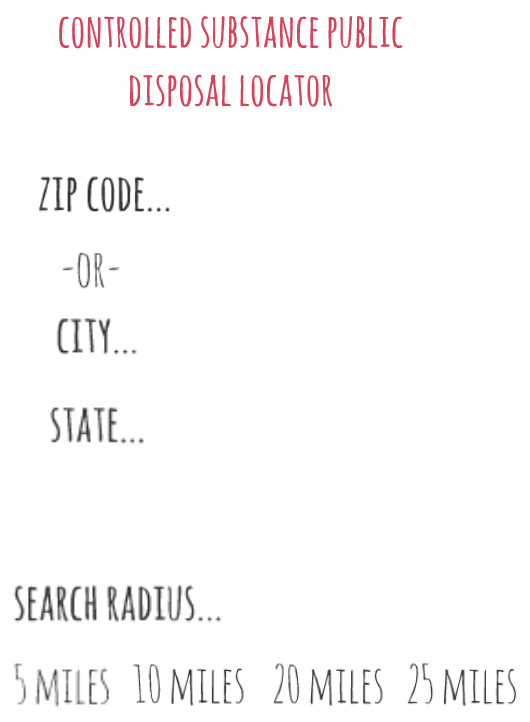 CONTROLLED SUBSTANCE PUBLIC
DISPOSAL LOCATOR
ZIP CODE...
-OR-
CITY...
STATE...
SEARCH RADIUS...
5 MILES 10 MILES 20 MILES 25 MILES